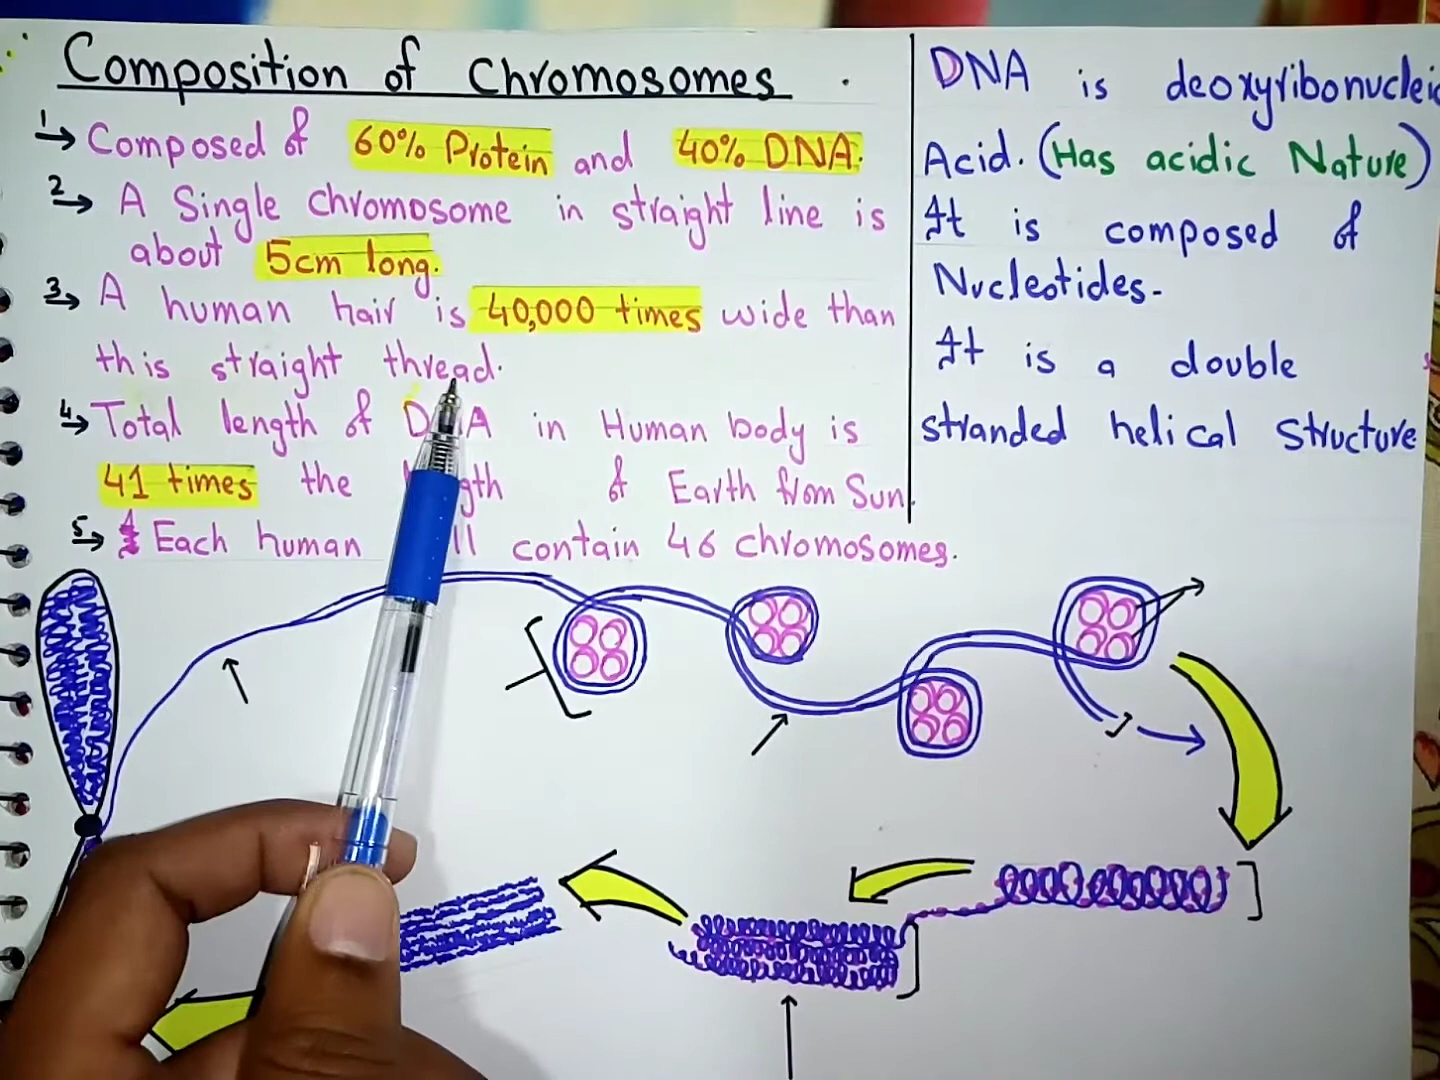 Composition of Chromosomes.
1→ Composed of 60% Protein and 40% DNA.
2→ A Single chromosome in straight line is
about 5cm long.
3→ A human hair is 40,000 times wide than
this straight thread.
4→ Total length of DNA in Human body is
41 times the of Earth from Sun.
5→ Each human contain 46 chromosomes.
DNA is deoxyribonucleic
Acid. (Has acidic Nature)
It is composed of
Nucleotides.
It is a double
stranded helical structure